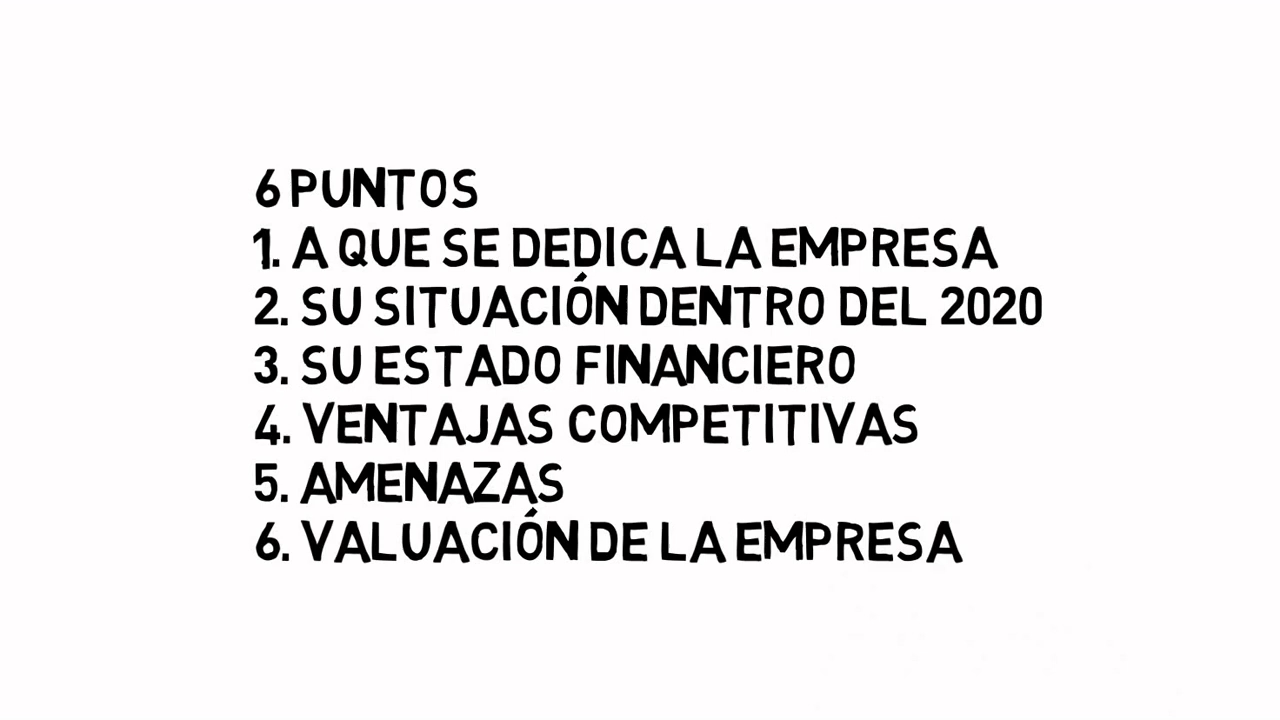 6 PUNTOS
1. A QUE SE DEDICA LA EMPRESA
2. SU SITUACIÓN DENTRO DEL 2020
3. SU ESTADO FINANCIERO
4. VENTAJAS COMPETITIVAS
5. AMENAZAS
6. VALUACIÓN DE LA EMPRESA